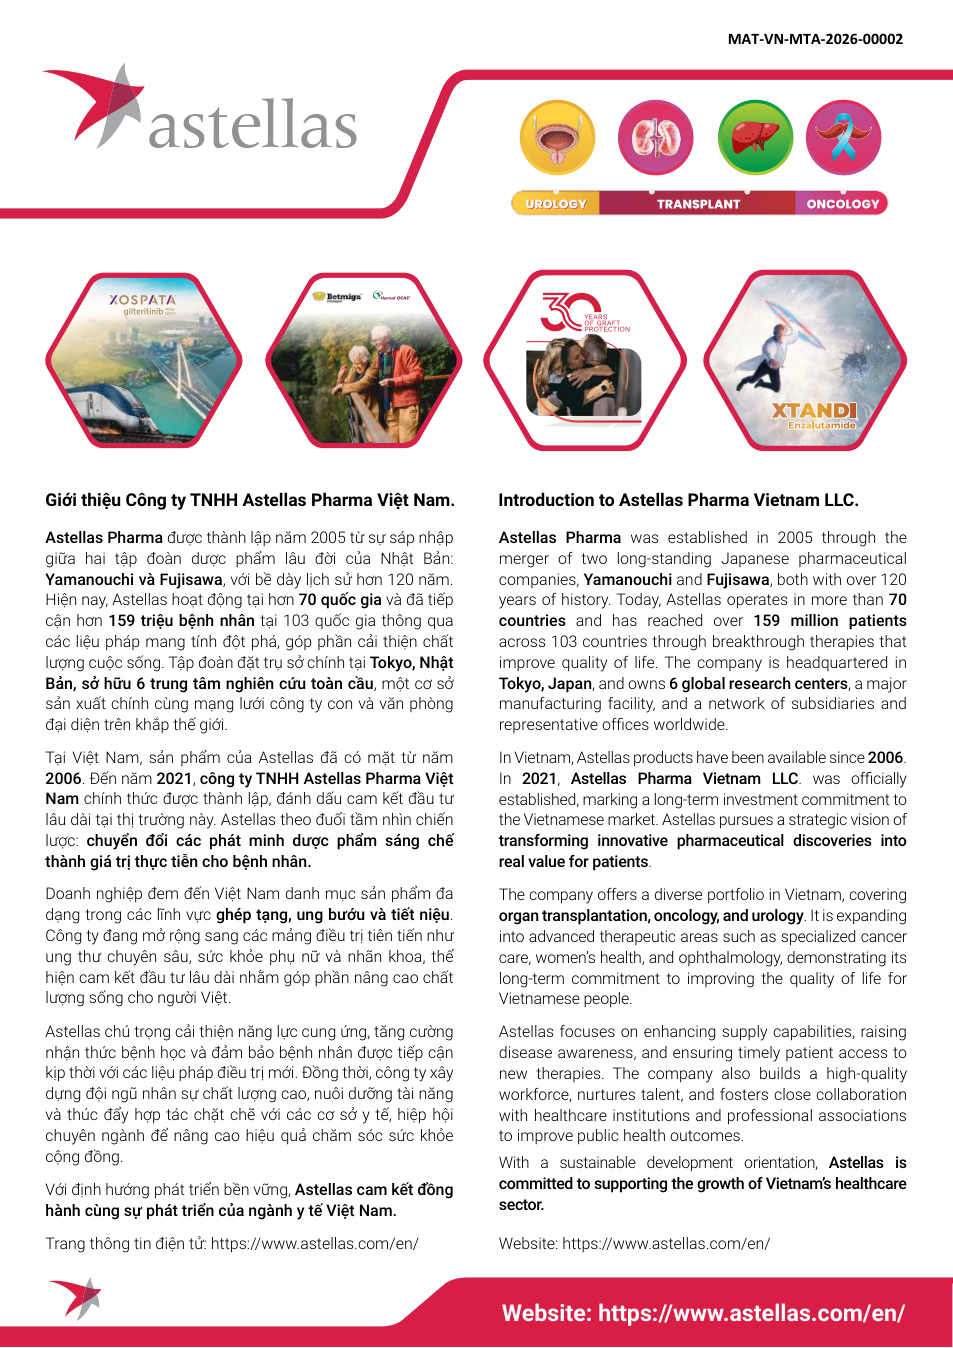 MAT-VN-MTA-2026-00002
astellas
UROLOGY
TRANSPLANT
ONCOLOGY
XOSPATA
gilteritinib
Betmiga
Harnal OCAS
30
YEARS
OF GRAFT
PROTECTION
XTANDI
Enzalutamide
Giới thiệu Công ty TNHH Astellas Pharma Việt Nam.
Astellas Pharma được thành lập năm 2005 từ sự sáp nhập
giữa hai tập đoàn dược phẩm lâu đời của Nhật Bản:
Yamanouchi và Fujisawa, với bề dày lịch sử hơn 120 năm.
Hiện nay, Astellas hoạt động tại hơn 70 quốc gia và đã tiếp
cận hơn 159 triệu bệnh nhân tại 103 quốc gia thông qua
các liệu pháp mang tính đột phá, góp phần cải thiện chất
lượng cuộc sống. Tập đoàn đặt trụ sở chính tại Tokyo, Nhật
Bản, sở hữu 6 trung tâm nghiên cứu toàn cầu, một cơ sở
sản xuất chính cùng mạng lưới công ty con và văn phòng
đại diện trên khắp thế giới.
Tại Việt Nam, sản phẩm của Astellas đã có mặt từ năm
2006. Đến năm 2021, công ty TNHH Astellas Pharma Việt
Nam chính thức được thành lập, đánh dấu cam kết đầu tư
lâu dài tại thị trường này. Astellas theo đuổi tầm nhìn chiến
lược: chuyển đổi các phát minh dược phẩm sáng chế
thành giá trị thực tiễn cho bệnh nhân.
Doanh nghiệp đem đến Việt Nam danh mục sản phẩm đa
dạng trong các lĩnh vực ghép tạng, ung bướu và tiết niệu.
Công ty đang mở rộng sang các mảng điều trị tiên tiến như
ung thư chuyên sâu, sức khỏe phụ nữ và nhãn khoa, thể
hiện cam kết đầu tư lâu dài nhằm góp phần nâng cao chất
lượng sống cho người Việt.
Astellas chú trọng cải thiện năng lực cung ứng, tăng cường
nhận thức bệnh học và đảm bảo bệnh nhân được tiếp cận
kịp thời với các liệu pháp điều trị mới. Đồng thời, công ty xây
dựng đội ngũ nhân sự chất lượng cao, nuôi dưỡng tài năng
và thúc đẩy hợp tác chặt chẽ với các cơ sở y tế, hiệp hội
chuyên ngành để nâng cao hiệu quả chăm sóc sức khỏe
cộng đồng.
Với định hướng phát triển bền vững, Astellas cam kết đồng
hành cùng sự phát triển của ngành y tế Việt Nam.
Trang thông tin điện tử: https://www.astellas.com/en/
Introduction to Astellas Pharma Vietnam LLC.
Astellas Pharma was established in 2005 through the
merger of two long-standing Japanese pharmaceutical
companies, Yamanouchi and Fujisawa, both with over 120
years of history. Today, Astellas operates in more than 70
countries and has reached over 159 million patients
across 103 countries through breakthrough therapies that
improve quality of life. The company is headquartered in
Tokyo, Japan, and owns 6 global research centers, a major
manufacturing facility, and a network of subsidiaries and
representative offices worldwide.
In Vietnam, Astellas products have been available since 2006.
In 2021, Astellas Pharma Vietnam LLC. was officially
established, marking a long-term investment commitment to
the Vietnamese market. Astellas pursues a strategic vision of
transforming innovative pharmaceutical discoveries into
real value for patients.
The company offers a diverse portfolio in Vietnam, covering
organ transplantation, oncology, and urology. It is expanding
into advanced therapeutic areas such as specialized cancer
care, women's health, and ophthalmology, demonstrating its
long-term commitment to improving the quality of life for
Vietnamese people.
Astellas focuses on enhancing supply capabilities, raising
disease awareness, and ensuring timely patient access to
new therapies. The company also builds a high-quality
workforce, nurtures talent, and fosters close collaboration
with healthcare institutions and professional associations
to improve public health outcomes.
With a sustainable development orientation, Astellas is
committed to supporting the growth of Vietnam's healthcare
sector.
Website: https://www.astellas.com/en/
Website: https://www.astellas.com/en/